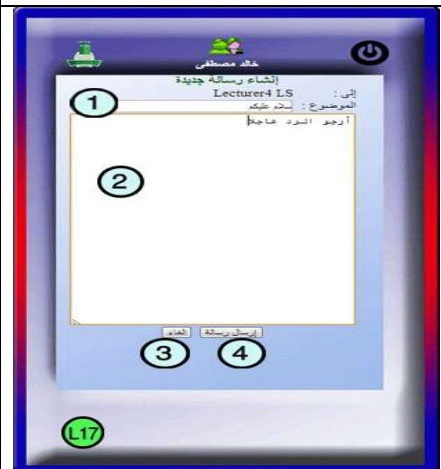 خالد مصطفى
إنشاء رسالة جديدة
إلى : Lecturer4 LS
الموضوع : سلام عليكم
1
أرجو الرد عاجلا
2
إرسال رسالة إلغاء
3 4
L17